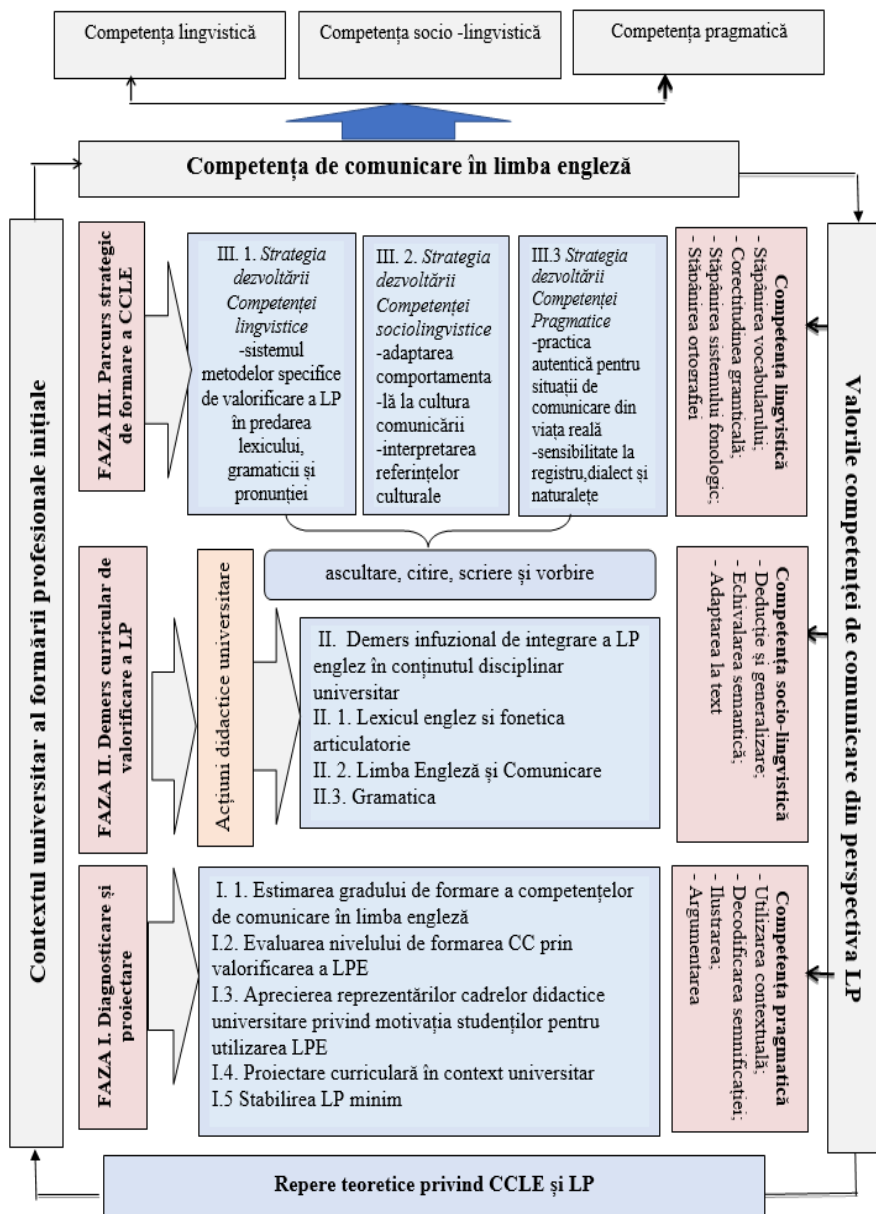 Competența lingvistică
Competența socio -lingvistică
Competența pragmatică
Competența de comunicare în limba engleză
Contextul universitar al formării profesionale inițiale
FAZA III. Parcurs strategic
de formare a CCLE
III. 1. Strategia
dezvoltării
Competenței
lingvistice
-sistemul
metodelor specifice
de valorificare a LP
în predarea
lexicului,
gramaticii și
pronunției
III. 2. Strategia
dezvoltării
Competenței
sociolingvistice
-adaptarea
comportamenta
-lă la cultura
comunicării
-interpretarea
referințelor
culturale
III.3 Strategia
dezvoltării
Competenței
Pragmatice
-practica
autentică pentru
situații de
comunicare din
viața reală
-sensibilitate la
registru,dialect și
naturalețe
Competența lingvistică
- Stăpânirea vocabularului;
- Corectitudinea gramticală;
- Stăpânirea sistemului fonologic;
- Stăpânirea ortografiei
Valorile competenței de comunicare din perspectiva LP
ascultare, citire, scriere și vorbire
FAZA II. Demers curricular de
valorificare a LP
Acțiuni didactice universitare
II. Demers infuzional de integrare a LP
englez în conținutul disciplinar
universitar
II. 1. Lexicul englez si fonetica
articulatorie
II. 2. Limba Engleză și Comunicare
II.3. Gramatica
Competența socio-lingvistică
- Deducție și generalizare;
- Echivalarea semantică;
- Adaptarea la text
FAZA I. Diagnosticare și
proiectare
I. 1. Estimarea gradului de formare a competențelor
de comunicare în limba engleză
I.2. Evaluarea nivelului de formarea CC prin
valorificarea a LPE
I.3. Aprecierea reprezentărilor cadrelor didactice
universitare privind motivația studenților pentru
utilizarea LPE
I.4. Proiectare curriculară în context universitar
I.5 Stabilirea LP minim
Competența pragmatică
- Utilizarea contextuală;
- Decodificarea semnificației;
- Ilustrarea;
- Argumentarea
Repere teoretice privind CCLE și LP